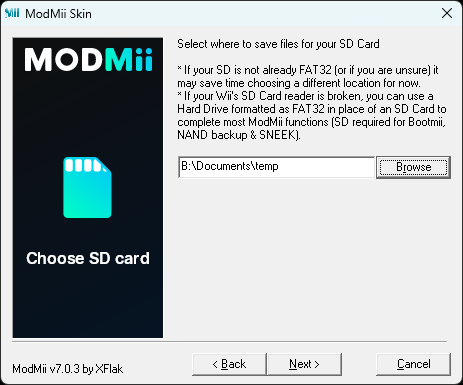 ModMii Skin
MODMii
Choose SD card
Select where to save files for your SD Card
* If your SD is not already FAT32 (or if you are unsure) it
may save time choosing a different location for now.
* If your Wii's SD Card reader is broken, you can use a
Hard Drive formatted as FAT32 in place of an SD Card to
complete most ModMii functions (SD required for Bootmii,
NAND backup & SNEEK).
B:\Documents\temp
Browse
ModMii v7.0.3 by XFlak
< Back
Next >
Cancel